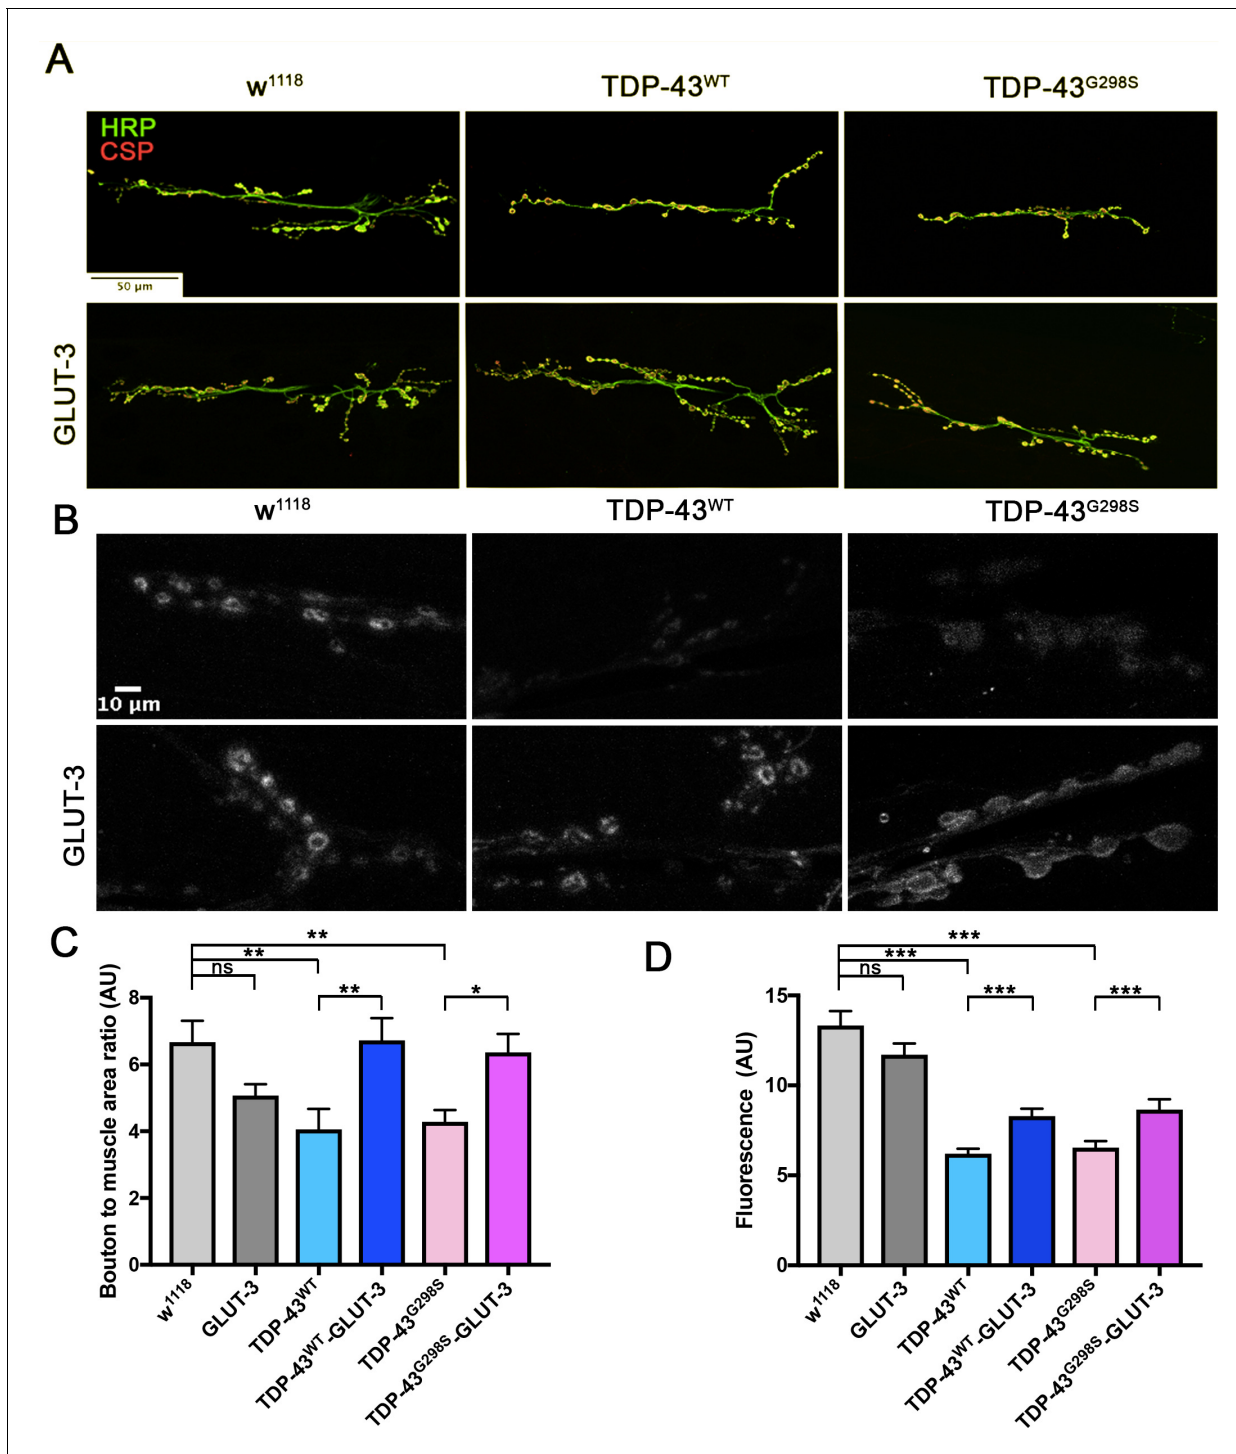 A
w1118 TDP-43WT TDP-43G298S
HRP
CSP
50 µm
GLUT-3
B
w1118 TDP-43WT TDP-43G298S
10 µm
GLUT-3
C
**
**
ns
** *
Bouton to muscle area ratio (AU)
8
6
4
2
0
w1118
GLUT-3
TDP-43WT
TDP-43WT-GLUT-3
TDP-43G298S
TDP-43G298S-GLUT-3
D
***
***
ns
*** ***
Fluorescence (AU)
15
10
5
0
w1118
GLUT-3
TDP-43WT
TDP-43WT-GLUT-3
TDP-43G298S
TDP-43G298S-GLUT-3